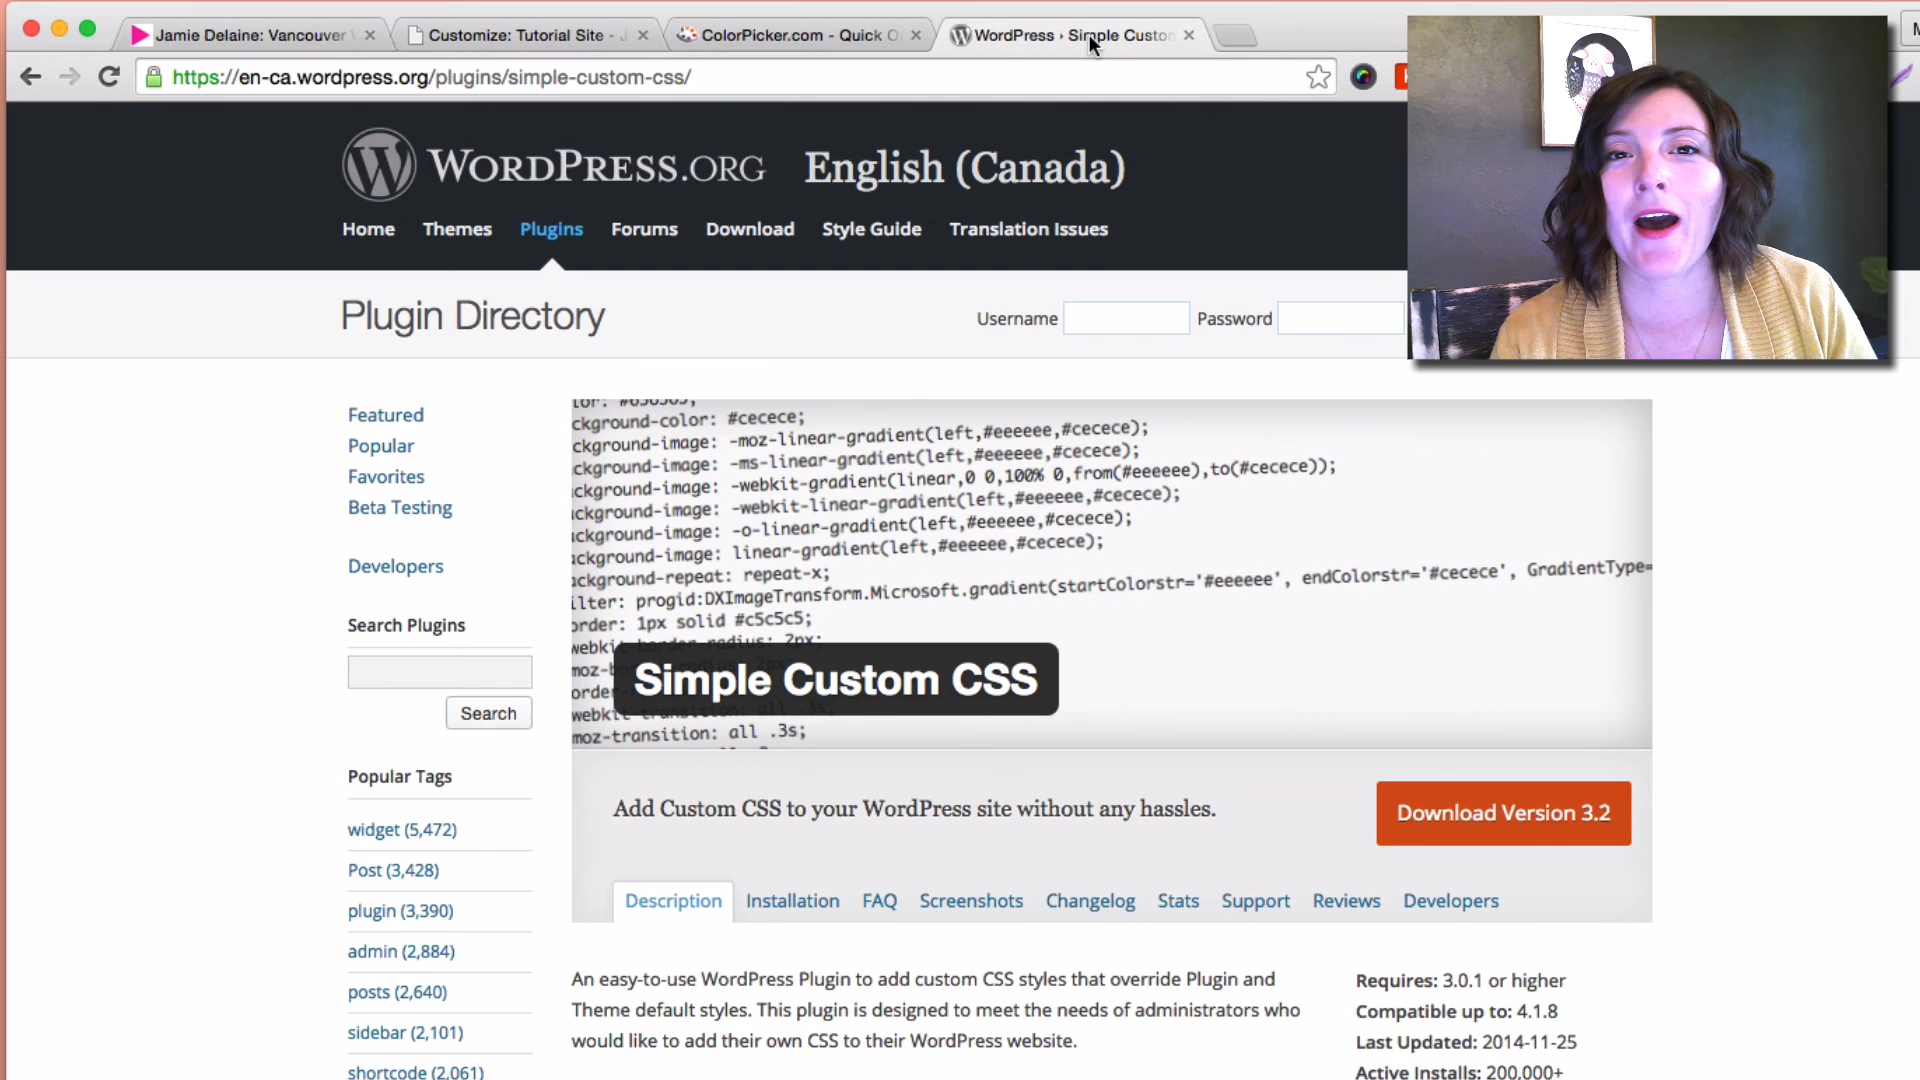 Jamie Delaine: Vancouver
Customize: Tutorial Site -
ColorPicker.com - Quick
WordPress › Simple Custom
https://en-ca.wordpress.org/plugins/simple-custom-css/
WORDPRESS.ORG English (Canada)
Home Themes Plugins Forums Download Style Guide Translation Issues
Plugin Directory
Username Password
Featured
Popular
Favorites
Beta Testing
Developers
Search Plugins
Search
Popular Tags
widget (5,472)
Post (3,428)
plugin (3,390)
admin (2,884)
posts (2,640)
sidebar (2,101)
shortcode (2,061)
ckground-color: #cecece;
ckground-image: -moz-linear-gradient(left,#eeeeee,#cecece);
ckground-image: -ms-linear-gradient(left,#eeeeee,#cecece);
ckground-image: -webkit-gradient(linear,0 0,100% 0,from(#eeeeee),to(#cecece));
ckground-image: -webkit-linear-gradient(left,#eeeeee,#cecece);
ckground-image: -o-linear-gradient(left,#eeeeee,#cecece);
ckground-image: linear-gradient(left,#eeeeee,#cecece);
ackground-repeat: repeat-x;
ilter: progid:DXImageTransform.Microsoft.gradient(startColorstr='#eeeeee', endColorstr='#cecece', GradientType=
order: 1px solid #c5c5c5;
webkit-border-radius: 2px;
Simple Custom CSS
webkit-transition: all .3s;
moz-transition: all .3s;
Add Custom CSS to your WordPress site without any hassles.
Download Version 3.2
Description Installation FAQ Screenshots Changelog Stats Support Reviews Developers
An easy-to-use WordPress Plugin to add custom CSS styles that override Plugin and
Theme default styles. This plugin is designed to meet the needs of administrators who
would like to add their own CSS to their WordPress website.
Requires: 3.0.1 or higher
Compatible up to: 4.1.8
Last Updated: 2014-11-25
Active Installs: 200,000+